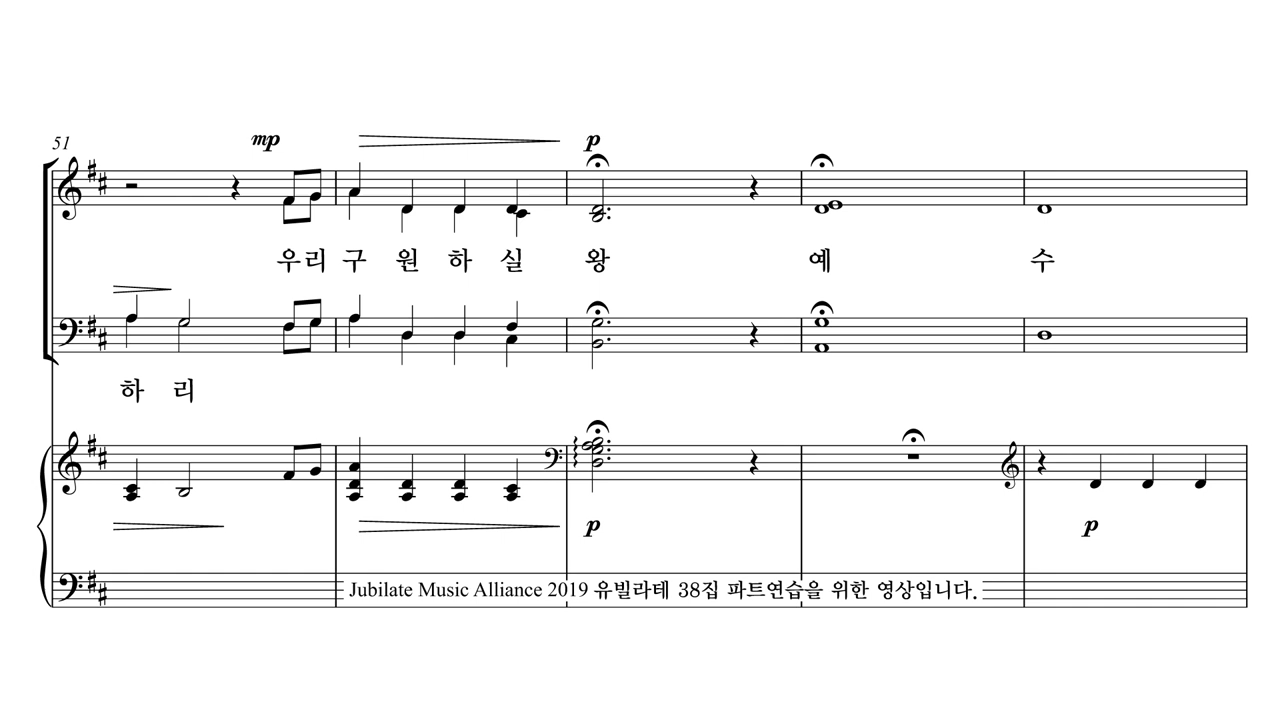 51
mp
p
우리 구 원 하 실 왕 예 수
하 리
p
p
Jubilate Music Alliance 2019 유빌라테 38집 파트연습을 위한 영상입니다.